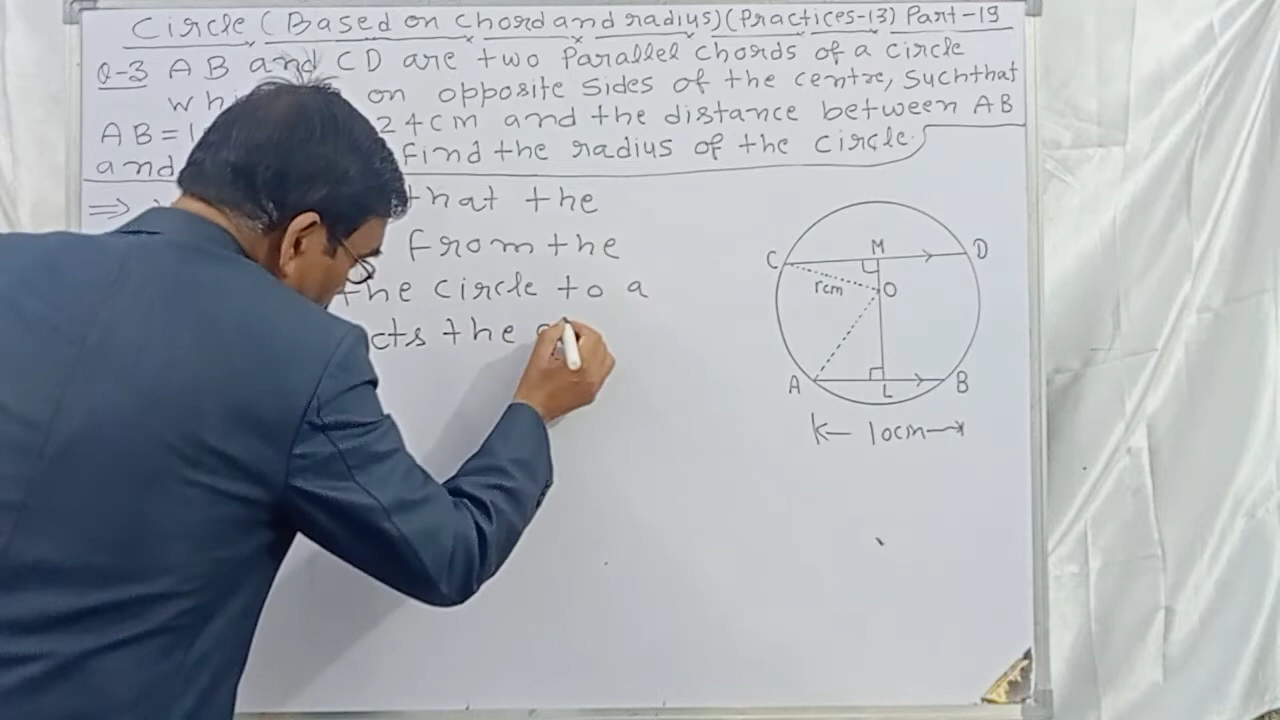 Circle (Based on Chord and radius) (Practices-13) Part-19
Q-3 AB and CD are two Parallel Chords of a circle
on opposite sides of the centre, Such that
AB=1 24cm and the distance between AB
and Find the radius of the circle.
⇒ that the
From the
the circle to a
cts the
C M D
rcm O
A L B
10cm